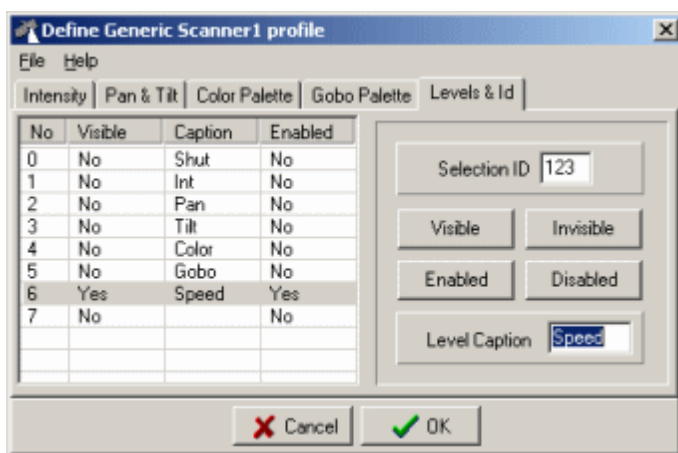 Define Generic Scanner1 profile
File Help
Intensity Pan & Tilt Color Palette Gobo Palette Levels & Id
No Visible Caption Enabled
0 No Shut No
1 No Int No
2 No Pan No
3 No Tilt No
4 No Color No
5 No Gobo No
6 Yes Speed Yes
7 No No
Selection ID 123
Visible Invisible
Enabled Disabled
Level Caption Speed
Cancel OK